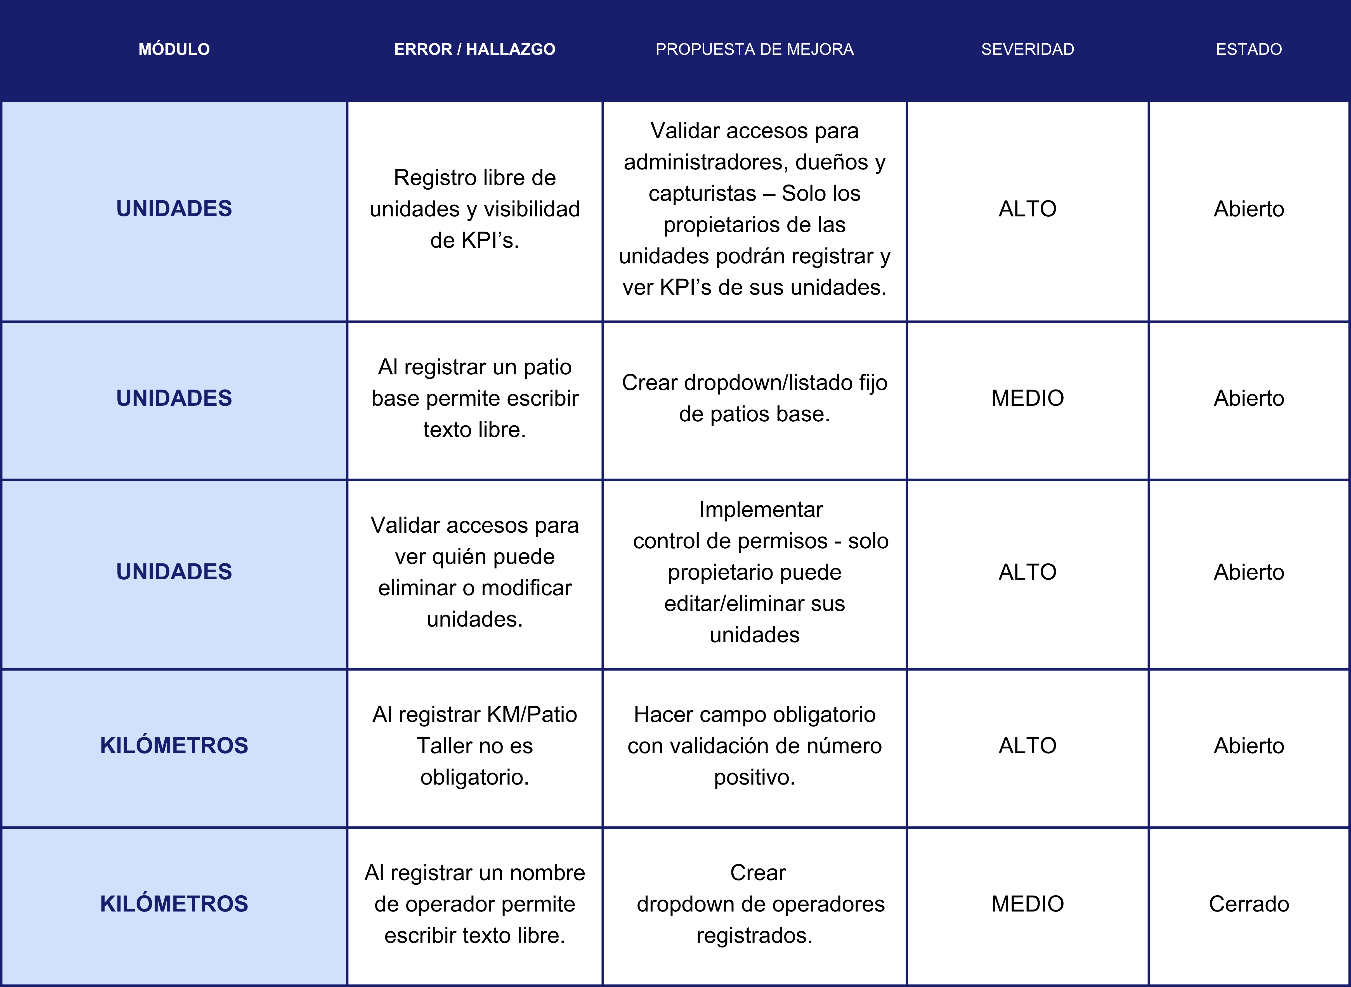 MÓDULO
ERROR / HALLAZGO
PROPUESTA DE MEJORA
SEVERIDAD
ESTADO
UNIDADES
Registro libre de
unidades y visibilidad
de KPI’s.
Validar accesos para
administradores, dueños y
capturistas – Solo los
propietarios de las
unidades podrán registrar y
ver KPI’s de sus unidades.
ALTO
Abierto
UNIDADES
Al registrar un patio
base permite escribir
texto libre.
Crear dropdown/listado fijo
de patios base.
MEDIO
Abierto
UNIDADES
Validar accesos para
ver quién puede
eliminar o modificar
unidades.
Implementar
control de permisos - solo
propietario puede
editar/eliminar sus
unidades
ALTO
Abierto
KILÓMETROS
Al registrar KM/Patio
Taller no es
obligatorio.
Hacer campo obligatorio
con validación de número
positivo.
ALTO
Abierto
KILÓMETROS
Al registrar un nombre
de operador permite
escribir texto libre.
Crear
dropdown de operadores
registrados.
MEDIO
Cerrado